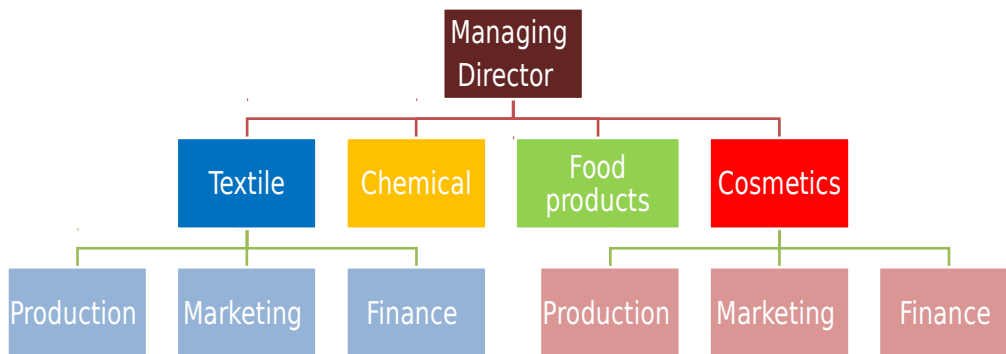 Managing
Director
Textile
Chemical
Food
products
Cosmetics
Production
Marketing
Finance
Production
Marketing
Finance